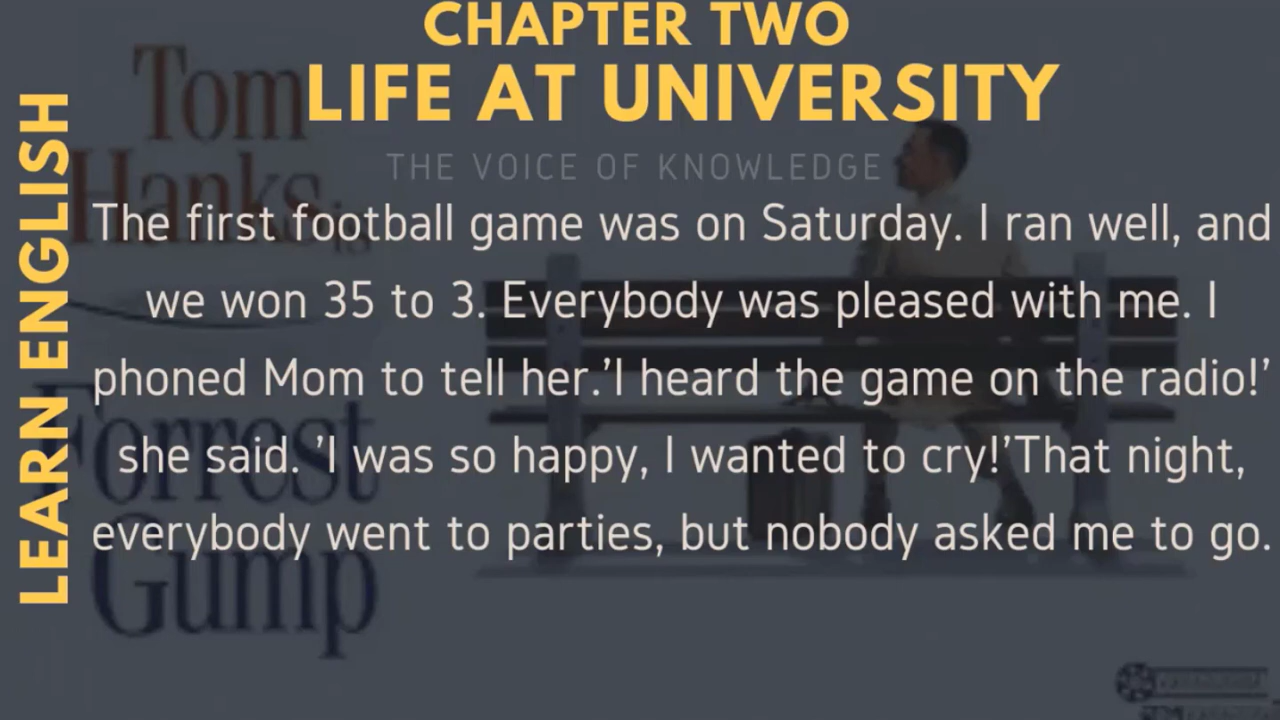 CHAPTER TWO
LIFE AT UNIVERSITY
THE VOICE OF KNOWLEDGE
LEARN ENGLISH
Tom
Hanks is
Forrest
Gump
The first football game was on Saturday. I ran well, and
we won 35 to 3. Everybody was pleased with me. I
phoned Mom to tell her.’I heard the game on the radio!’
she said. ’I was so happy, I wanted to cry!’That night,
everybody went to parties, but nobody asked me to go.